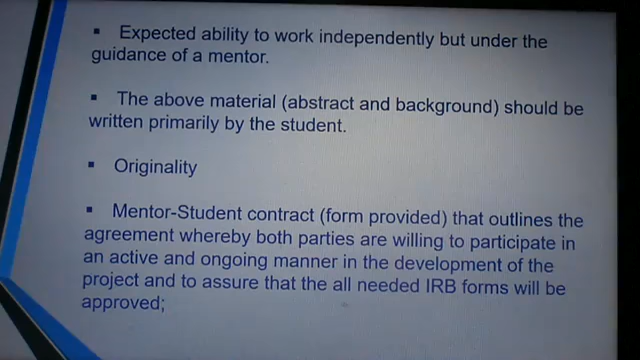 ▪ Expected ability to work independently but under the
guidance of a mentor.
▪ The above material (abstract and background) should be
written primarily by the student.
▪ Originality
▪ Mentor-Student contract (form provided) that outlines the
agreement whereby both parties are willing to participate in
an active and ongoing manner in the development of the
project and to assure that the all needed IRB forms will be
approved;